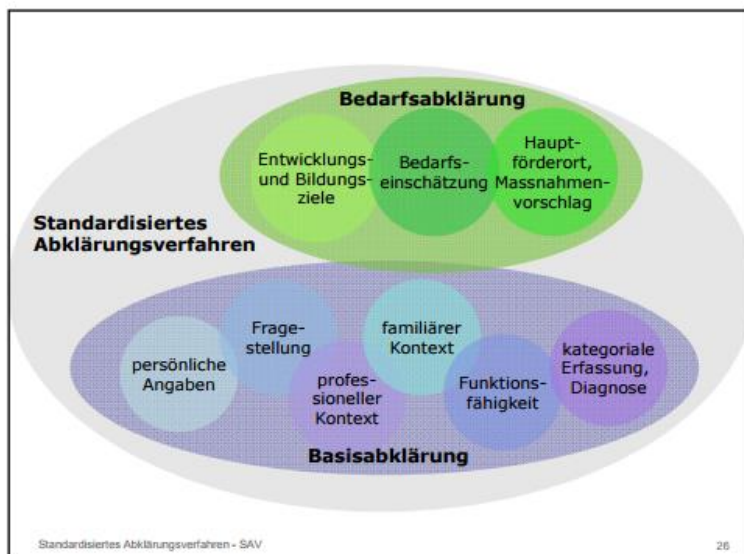 Bedarfsabklärung
Entwicklungs-
und Bildungs-
ziele
Bedarfs-
einschätzung
Haupt-
förderort,
Massnahmen-
vorschlag
Standardisiertes
Abklärungsverfahren
persönliche
Angaben
Frage-
stellung
profes-
sioneller
Kontext
familiärer
Kontext
Funktions-
fähigkeit
kategoriale
Erfassung,
Diagnose
Basisabklärung
Standardisiertes Abklärungsverfahren - SAV
26